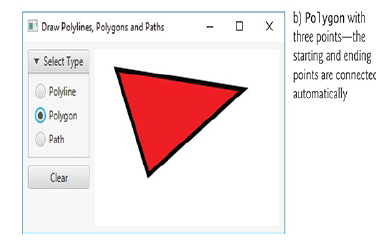 Draw Polylines, Polygons and Paths
Select Type
Polyline
Polygon
Path
Clear
b) Polygon with
three points—the
starting and ending
points are connected
automatically